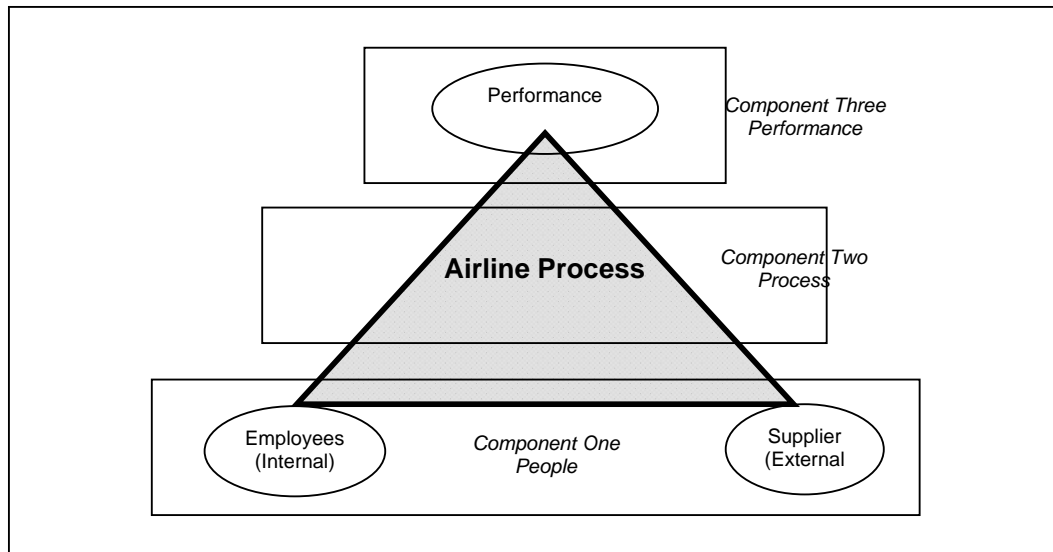 Performance
Component Three
Performance
Airline Process
Component Two
Process
Employees
(Internal)
Component One
People
Supplier
(External